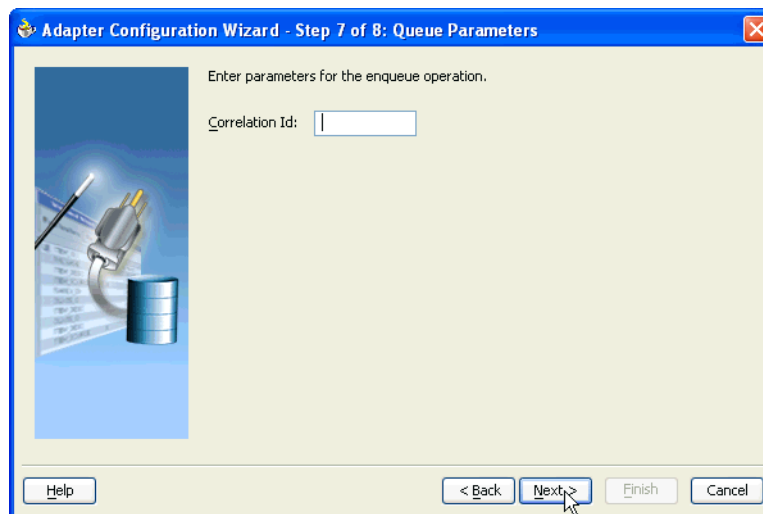 Adapter Configuration Wizard - Step 7 of 8: Queue Parameters
Enter parameters for the enqueue operation.
Correlation Id:
Help
< Back
Next >
Finish
Cancel